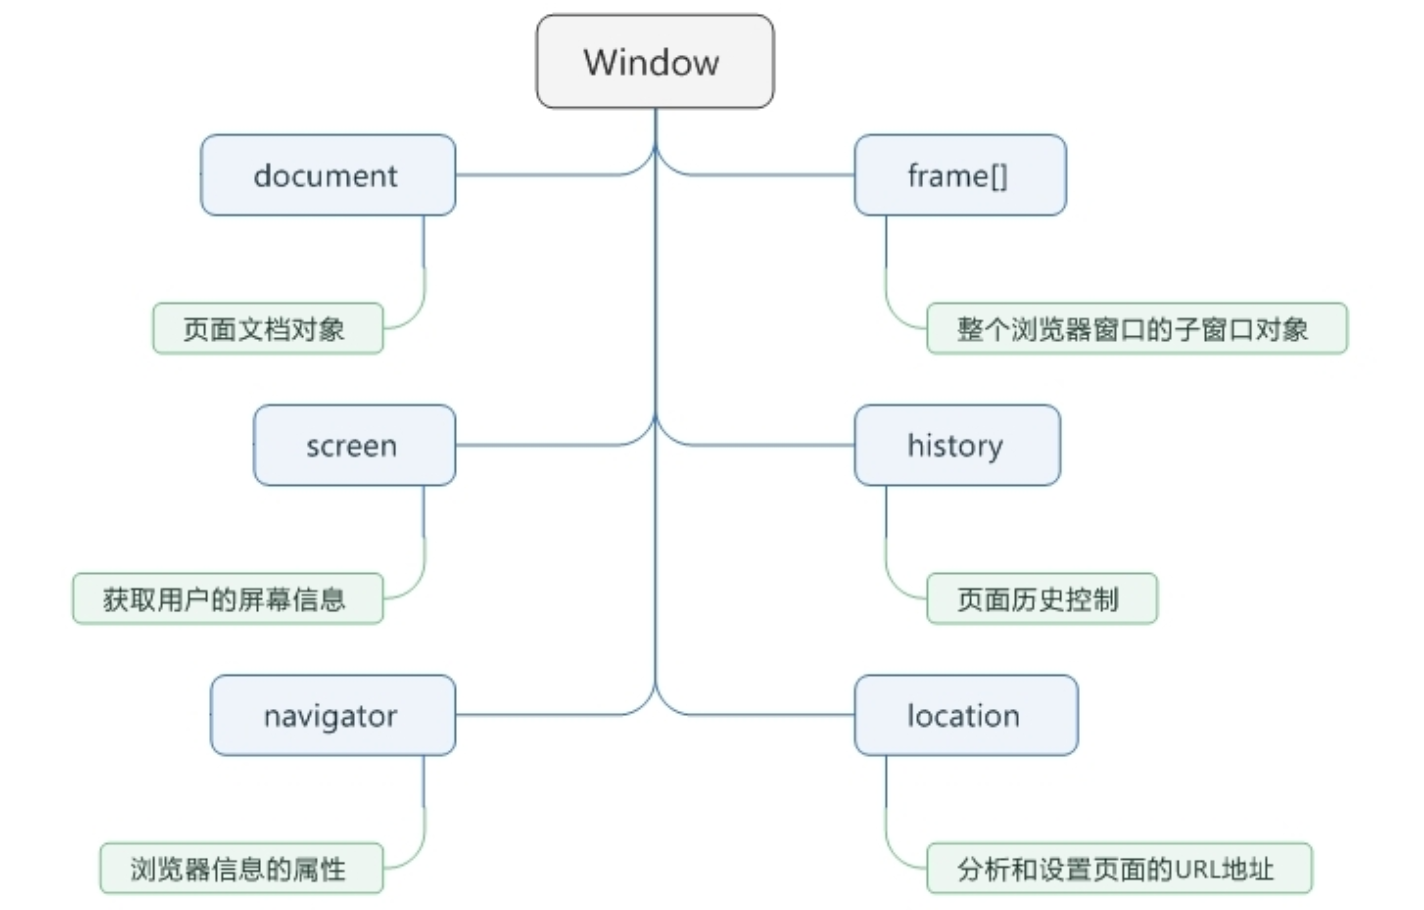 Window
document
frame[]
页面文档对象
整个浏览器窗口的子窗口对象
screen
history
获取用户的屏幕信息
页面历史控制
navigator
location
浏览器信息的属性
分析和设置页面的URL地址